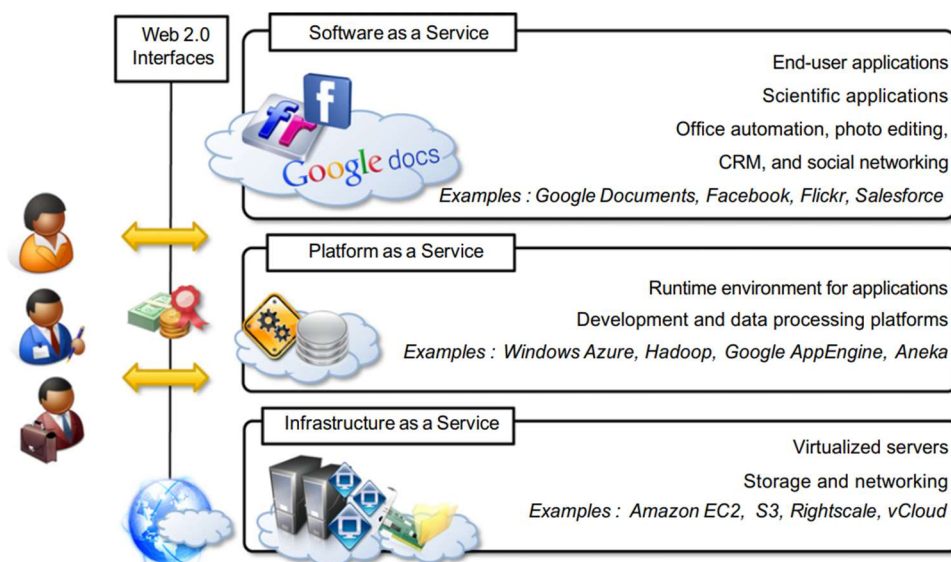 Web 2.0
Interfaces
Software as a Service
End-user applications
Scientific applications
Office automation, photo editing,
CRM, and social networking
Examples : Google Documents, Facebook, Flickr, Salesforce
f
fr
Google docs
Platform as a Service
Runtime environment for applications
Development and data processing platforms
Examples : Windows Azure, Hadoop, Google AppEngine, Aneka
Infrastructure as a Service
Virtualized servers
Storage and networking
Examples : Amazon EC2, S3, Rightscale, vCloud